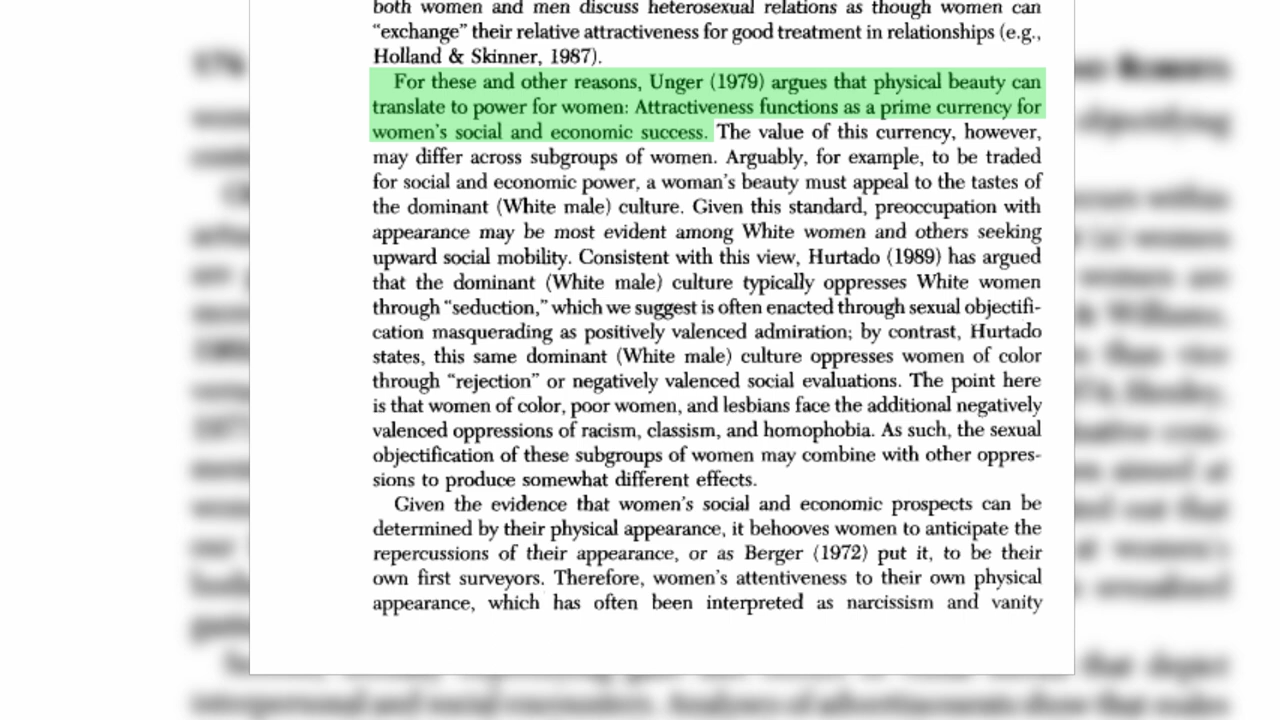 both women and men discuss heterosexual relations as though women can
“exchange” their relative attractiveness for good treatment in relationships (e.g.,
Holland & Skinner, 1987).
For these and other reasons, Unger (1979) argues that physical beauty can
translate to power for women: Attractiveness functions as a prime currency for
women’s social and economic success. The value of this currency, however,
may differ across subgroups of women. Arguably, for example, to be traded
for social and economic power, a woman’s beauty must appeal to the tastes of
the dominant (White male) culture. Given this standard, preoccupation with
appearance may be most evident among White women and others seeking
upward social mobility. Consistent with this view, Hurtado (1989) has argued
that the dominant (White male) culture typically oppresses White women
through “seduction,” which we suggest is often enacted through sexual objectifi-
cation masquerading as positively valenced admiration; by contrast, Hurtado
states, this same dominant (White male) culture oppresses women of color
through “rejection” or negatively valenced social evaluations. The point here
is that women of color, poor women, and lesbians face the additional negatively
valenced oppressions of racism, classism, and homophobia. As such, the sexual
objectification of these subgroups of women may combine with other oppres-
sions to produce somewhat different effects.
Given the evidence that women’s social and economic prospects can be
determined by their physical appearance, it behooves women to anticipate the
repercussions of their appearance, or as Berger (1972) put it, to be their
own first surveyors. Therefore, women’s attentiveness to their own physical
appearance, which has often been interpreted as narcissism and vanity